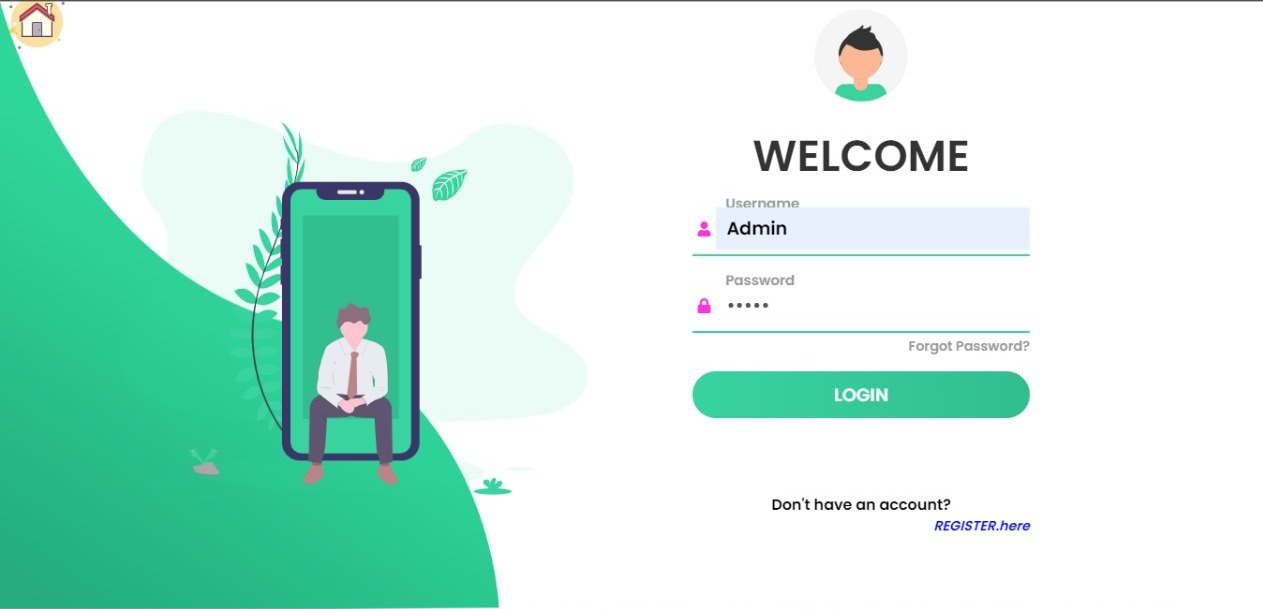 WELCOME
Username
Admin
Password
•••••
Forgot Password?
LOGIN
Don't have an account?
REGISTER.here